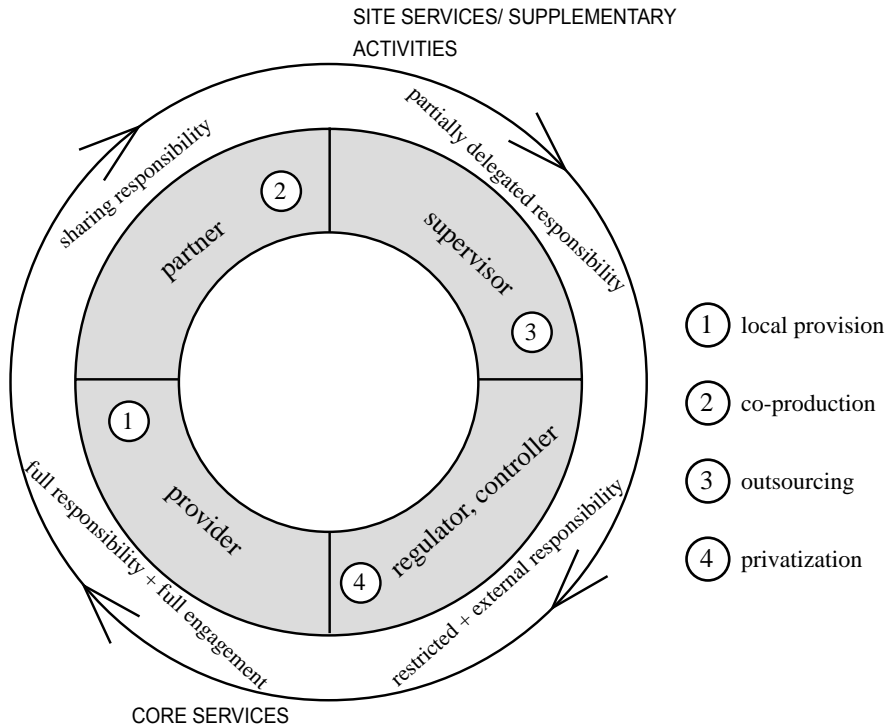 SITE SERVICES/ SUPPLEMENTARY
ACTIVITIES
sharing responsibility
partially delegated responsibility
2
partner
supervisor
3
1
provider
regulator, controller
4
full responsibility + full engagement
restricted + external responsibility
CORE SERVICES
1 local provision
2 co-production
3 outsourcing
4 privatization